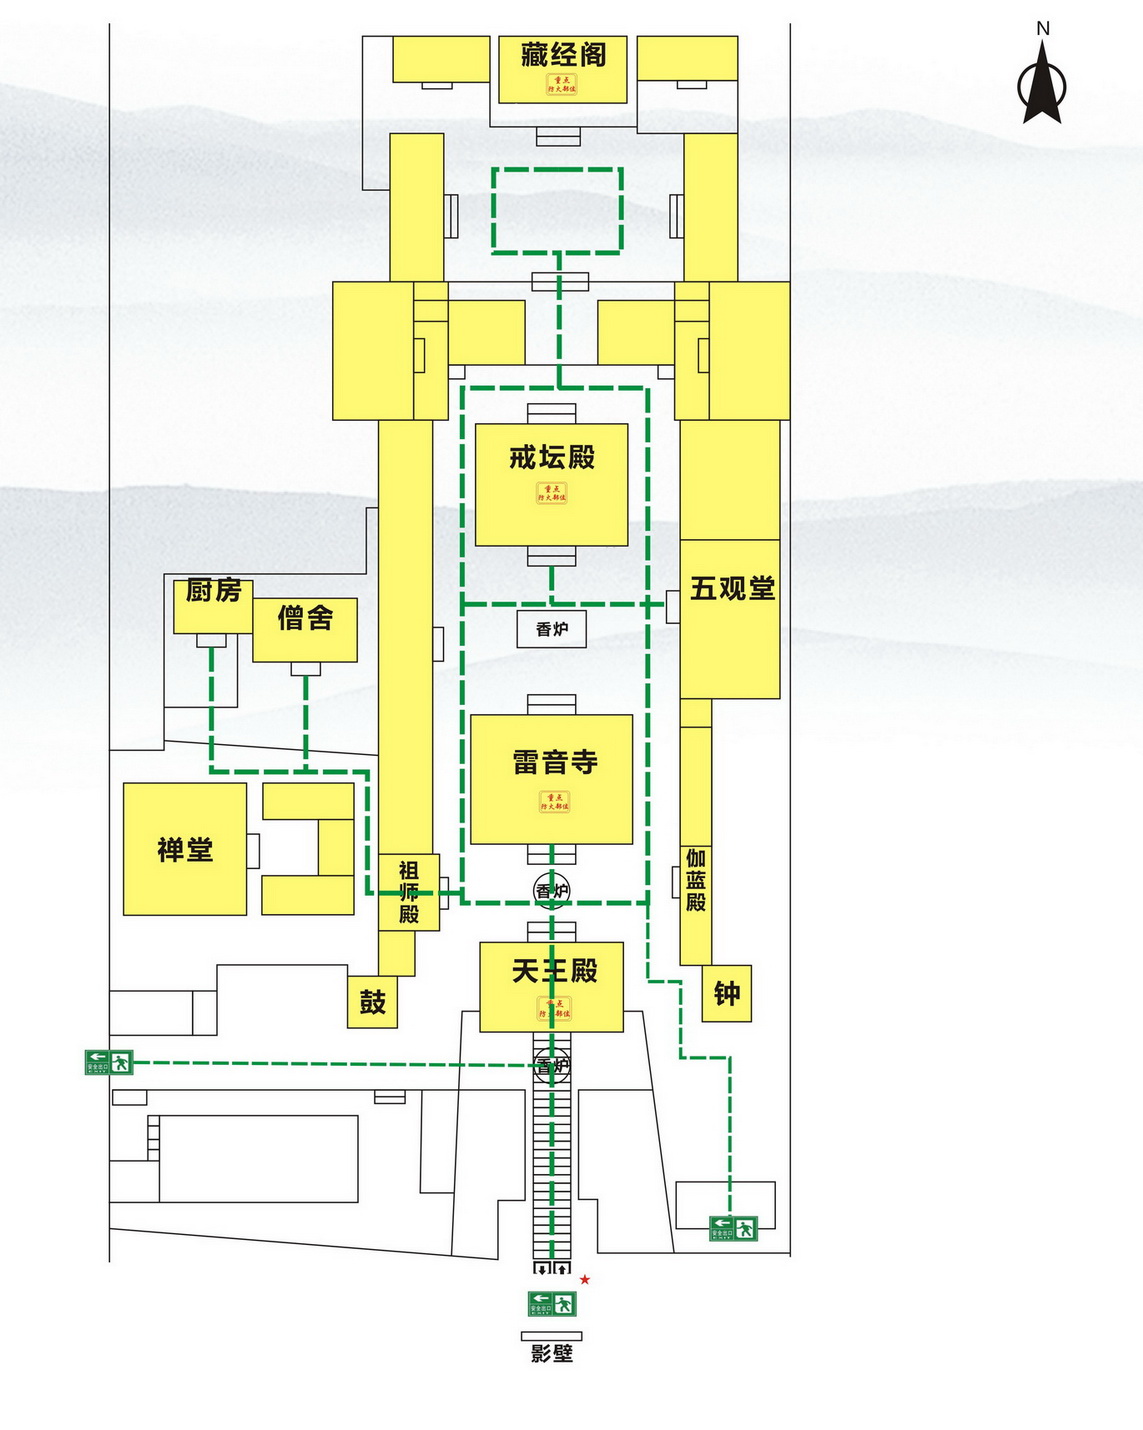 N
藏经阁
重点
防火部位
戒坛殿
重点
防火部位
厨房
僧舍
五观堂
香炉
雷音寺
重点
防火部位
禅堂
祖师殿
香炉
伽蓝殿
天王殿
重点
防火部位
鼓
钟
安全出口
香炉
安全出口
安全出口
影壁